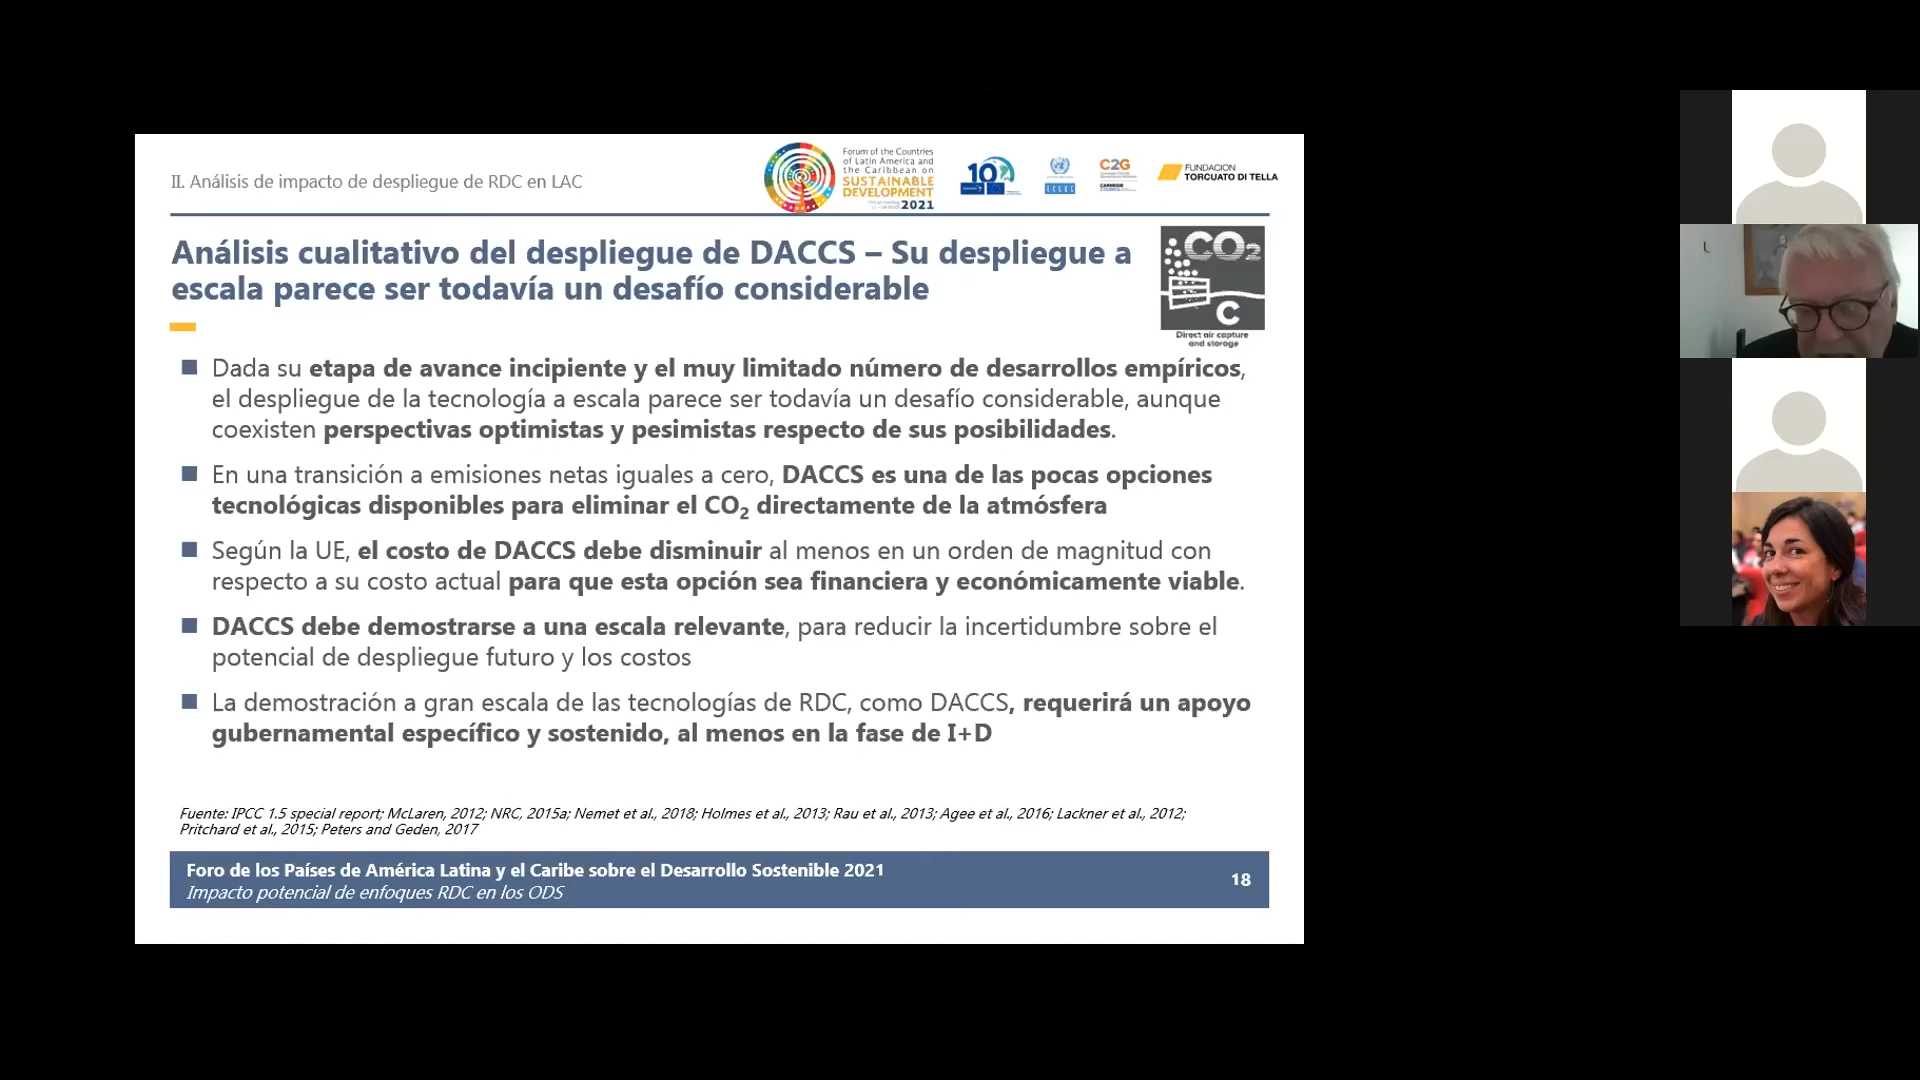 II. Análisis de impacto de despliegue de RDC en LAC
Forum of the Countries
of Latin America and
the Caribbean on
SUSTAINABLE
DEVELOPMENT
2021
10
C2G
CARNEGIE
COUNCIL
FUNDACION
TORCUATO DI TELLA
Análisis cualitativo del despliegue de DACCS – Su despliegue a
escala parece ser todavía un desafío considerable
CO2
C
Direct air capture
and storage
Dada su etapa de avance incipiente y el muy limitado número de desarrollos empíricos,
el despliegue de la tecnología a escala parece ser todavía un desafío considerable, aunque
coexisten perspectivas optimistas y pesimistas respecto de sus posibilidades.
En una transición a emisiones netas iguales a cero, DACCS es una de las pocas opciones
tecnológicas disponibles para eliminar el CO2 directamente de la atmósfera
Según la UE, el costo de DACCS debe disminuir al menos en un orden de magnitud con
respecto a su costo actual para que esta opción sea financiera y económicamente viable.
DACCS debe demostrarse a una escala relevante, para reducir la incertidumbre sobre el
potencial de despliegue futuro y los costos
La demostración a gran escala de las tecnologías de RDC, como DACCS, requerirá un apoyo
gubernamental específico y sostenido, al menos en la fase de I+D
Fuente: IPCC 1.5 special report; McLaren, 2012; NRC, 2015a; Nemet et al., 2018; Holmes et al., 2013; Rau et al., 2013; Agee et al., 2016; Lackner et al., 2012;
Pritchard et al., 2015; Peters and Geden, 2017
Foro de los Países de América Latina y el Caribe sobre el Desarrollo Sostenible 2021
Impacto potencial de enfoques RDC en los ODS
18